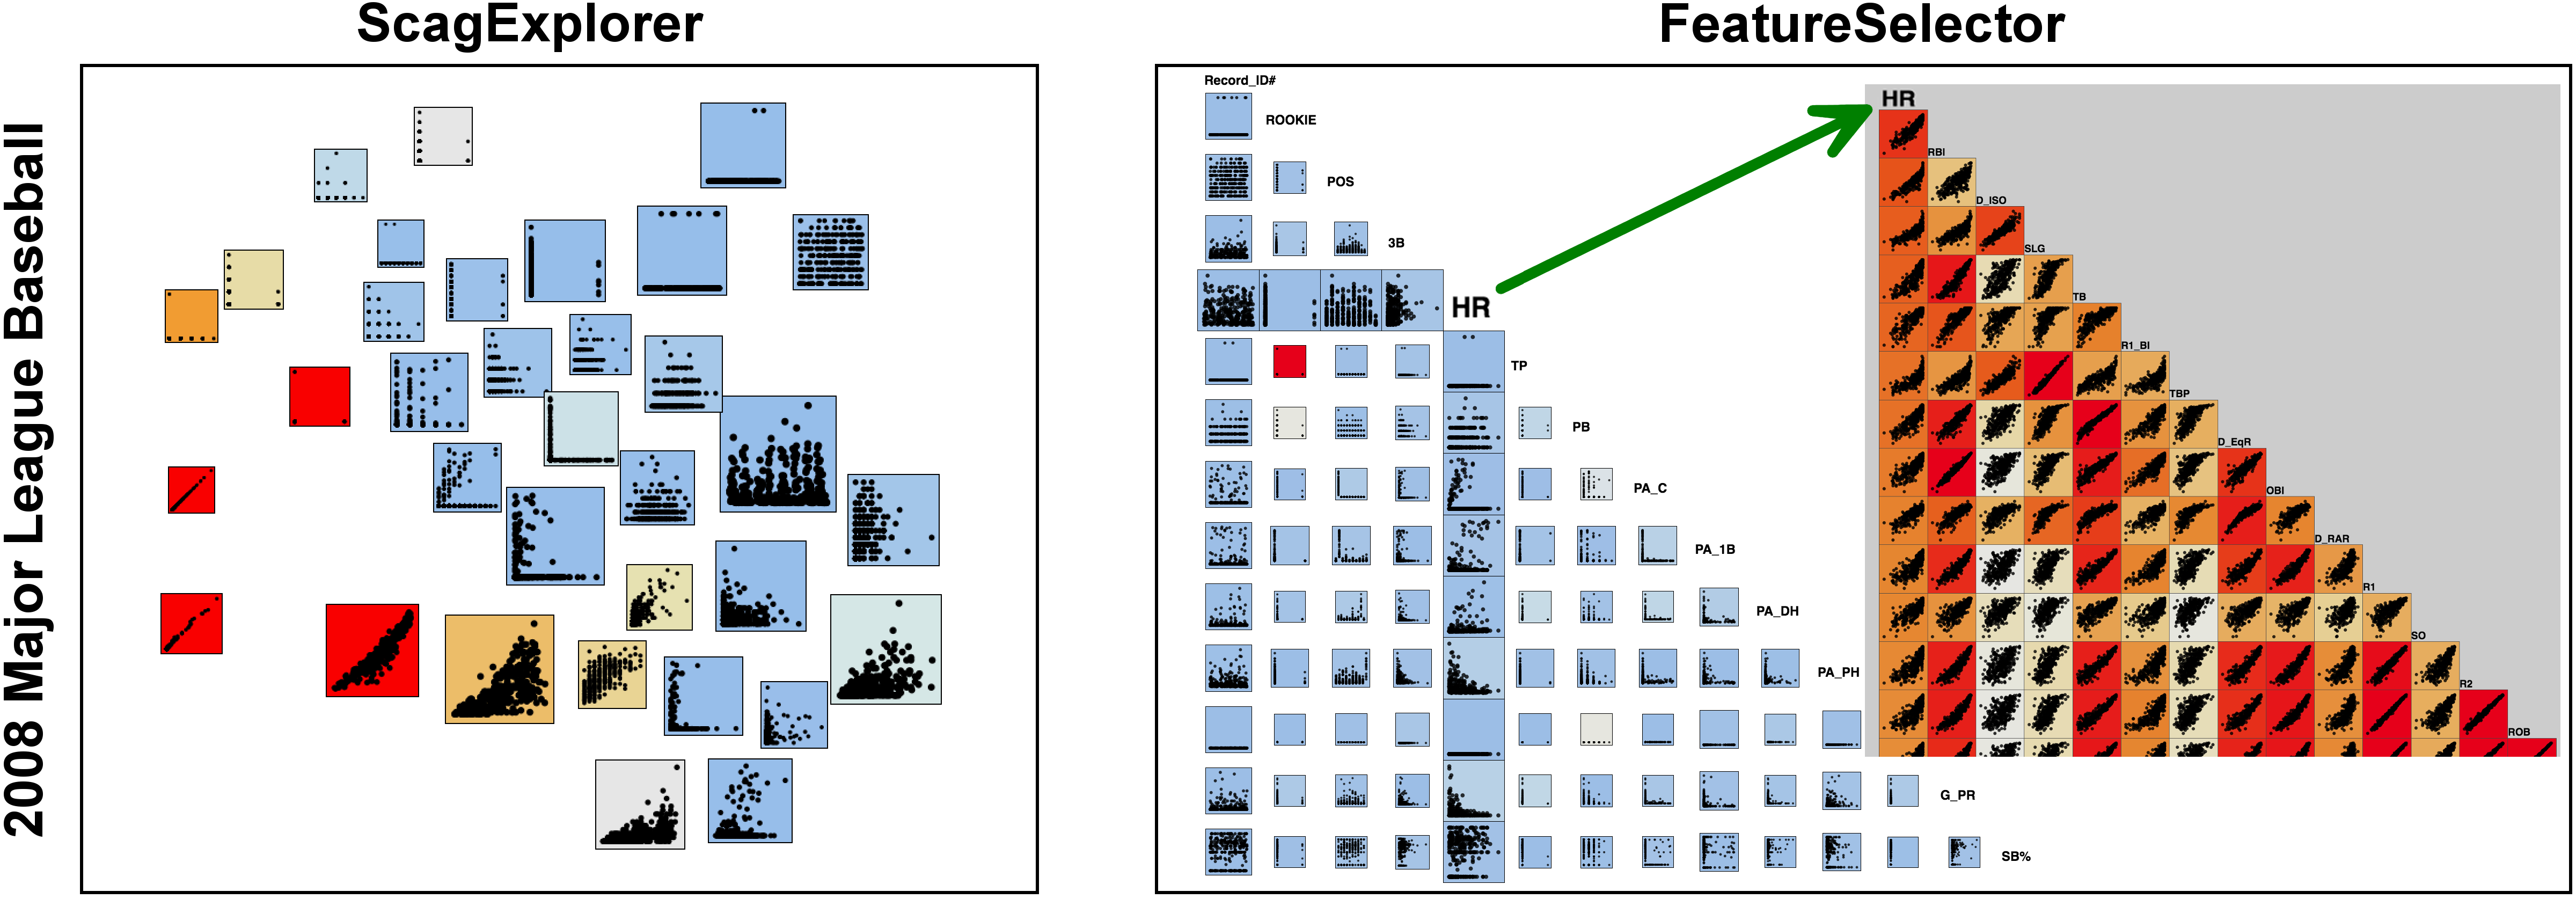 ScagExplorer
FeatureSelector
2008 Major League Baseball
Record_ID#
ROOKIE
POS
3B
HR
TP
PB
PA_C
PA_1B
PA_DH
PA_PH
G_PR
SB%
HR
RBI
D_ISO
SLG
TB
R1_BI
TBP
D_EqR
OBI
D_RAR
R1
SO
R2
ROB